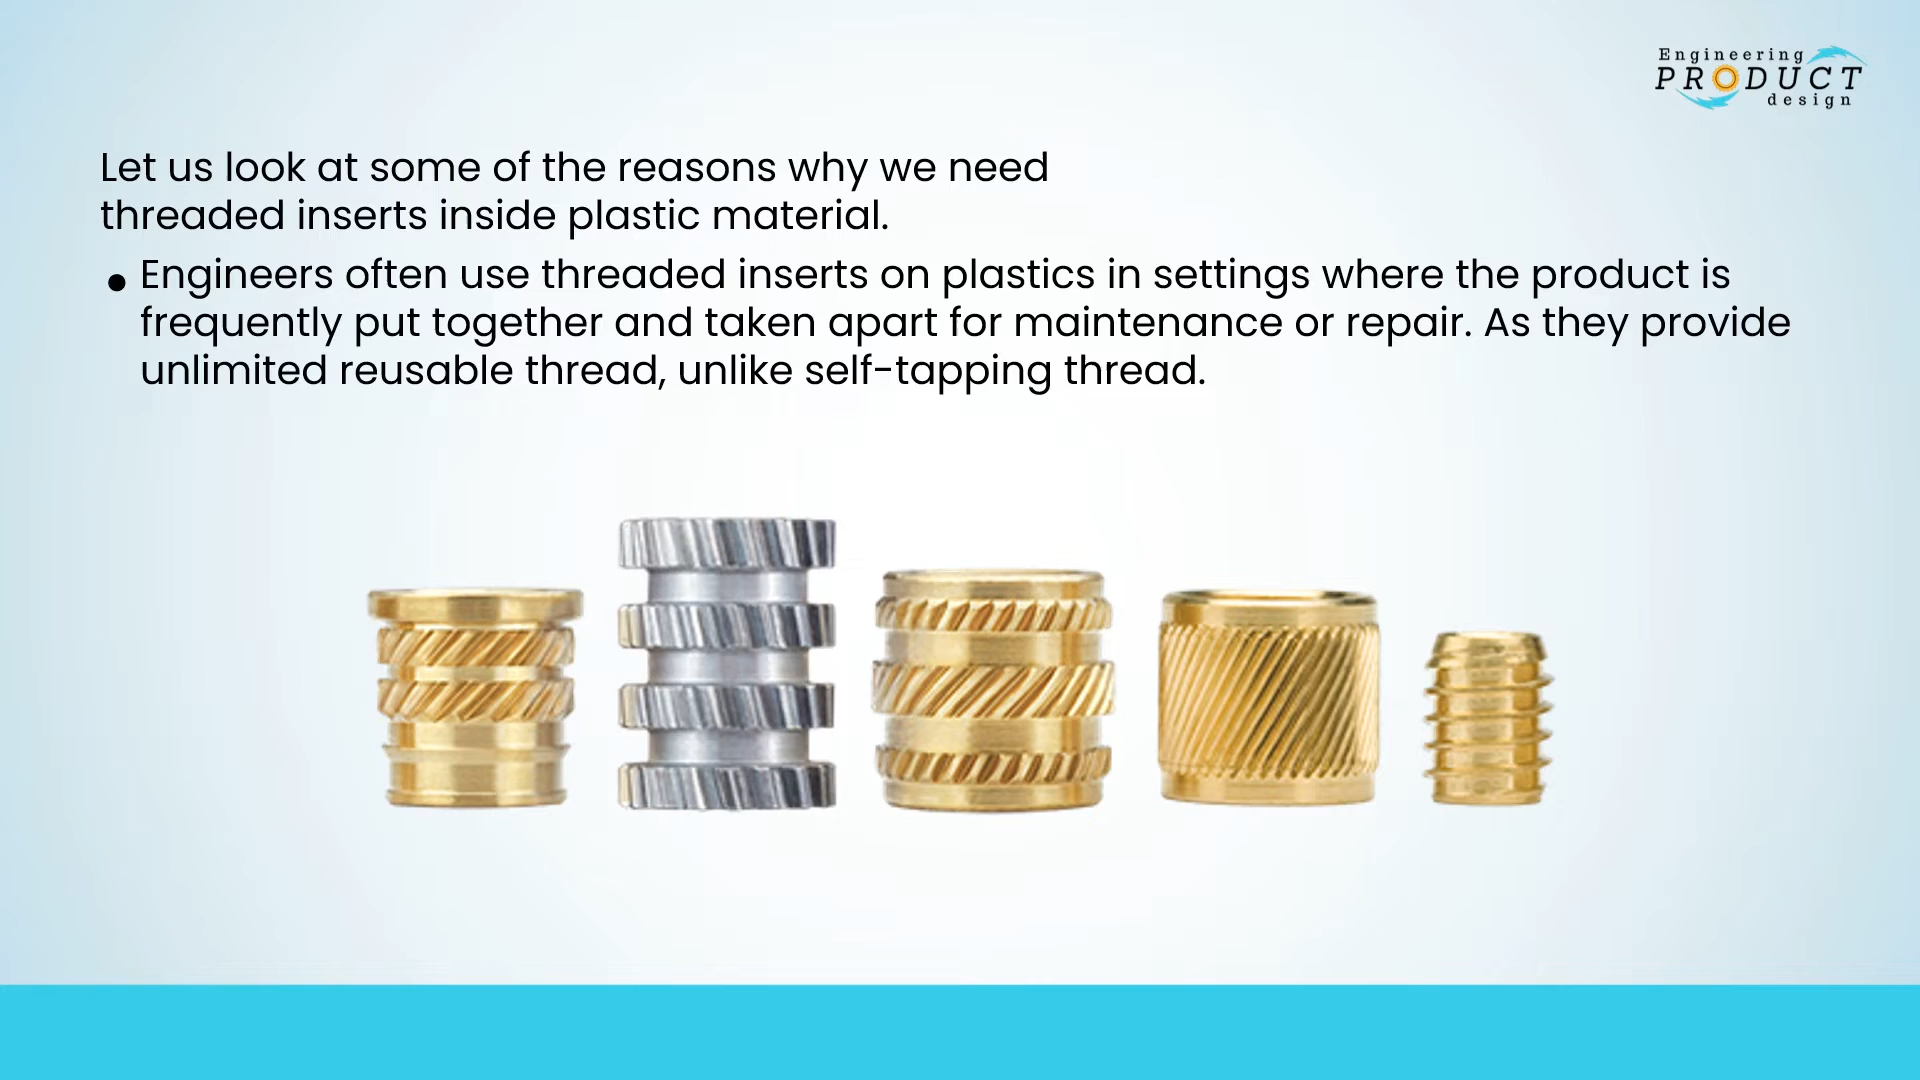 Engineering
PRODUCT
design
Let us look at some of the reasons why we need
threaded inserts inside plastic material.
• Engineers often use threaded inserts on plastics in settings where the product is
frequently put together and taken apart for maintenance or repair. As they provide
unlimited reusable thread, unlike self-tapping thread.